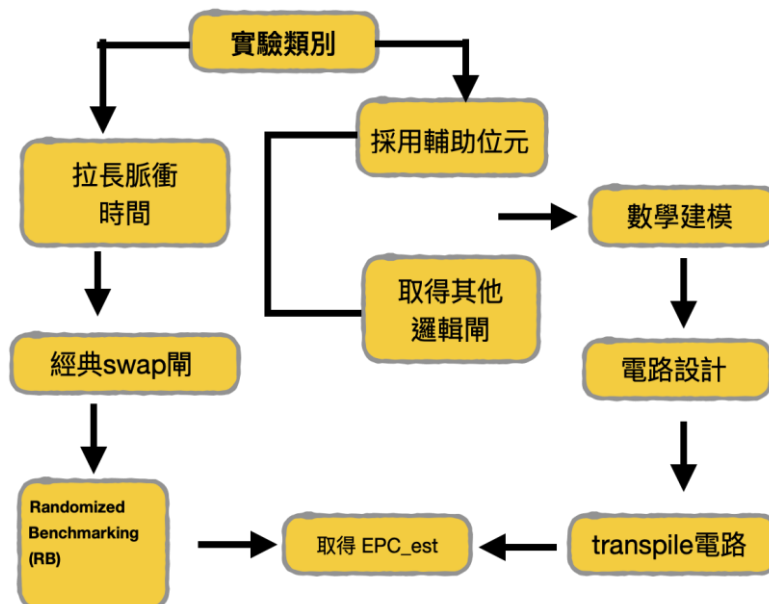 實驗類別
拉長脈衝
時間
採用輔助位元
數學建模
取得其他
邏輯閘
經典swap閘
電路設計
Randomized
Benchmarking
(RB)
取得 EPC_est
transpile電路